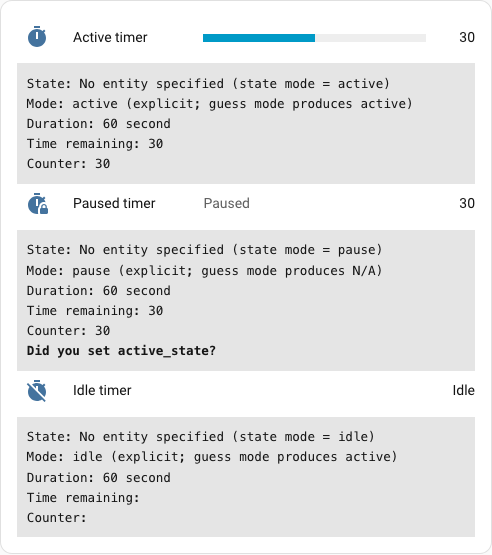 Active timer 30
State: No entity specified (state mode = active)
Mode: active (explicit; guess mode produces active)
Duration: 60 second
Time remaining: 30
Counter: 30
Paused timer Paused 30
State: No entity specified (state mode = pause)
Mode: pause (explicit; guess mode produces N/A)
Duration: 60 second
Time remaining: 30
Counter: 30
Did you set active_state?
Idle timer Idle
State: No entity specified (state mode = idle)
Mode: idle (explicit; guess mode produces active)
Duration: 60 second
Time remaining:
Counter: